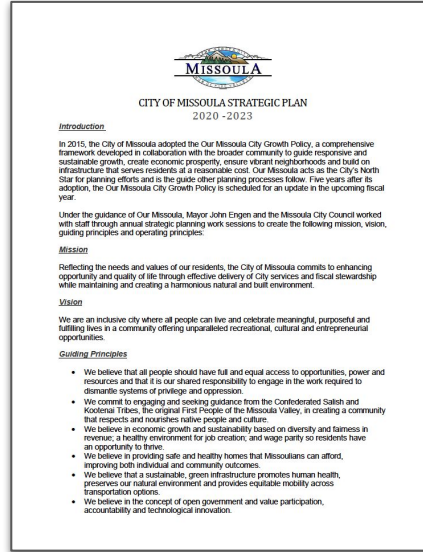 MISSOULA
CITY OF MISSOULA STRATEGIC PLAN
2020 -2023
Introduction
In 2015, the City of Missoula adopted the Our Missoula City Growth Policy, a comprehensive
framework developed in collaboration with the broader community to guide responsive and
sustainable growth, create economic prosperity, ensure vibrant neighborhoods and build on
infrastructure that serves residents at a reasonable cost. Our Missoula acts as the City's North
Star for planning efforts and is the guide other planning processes follow. Five years after its
adoption, the Our Missoula City Growth Policy is scheduled for an update in the upcoming fiscal
year.
Under the guidance of Our Missoula, Mayor John Engen and the Missoula City Council worked
with staff through annual strategic planning work sessions to create the following mission, vision,
guiding principles and operating principles:
Mission
Reflecting the needs and values of our residents, the City of Missoula commits to enhancing
opportunity and quality of life through effective delivery of City services and fiscal stewardship
while maintaining and creating a harmonious natural and built environment.
Vision
We are an inclusive city where all people can live and celebrate meaningful, purposeful and
fulfilling lives in a community offering unparalleled recreational, cultural and entrepreneurial
opportunities.
Guiding Principles
• We believe that all people should have full and equal access to opportunities, power and
resources and that it is our shared responsibility to engage in the work required to
dismantle systems of privilege and oppression.
• We commit to engaging and seeking guidance from the Confederated Salish and
Kootenai Tribes, the original First People of the Missoula Valley, in creating a community
that respects and nourishes native people and culture.
• We believe in economic growth and sustainability based on diversity and fairness in
revenue; a healthy environment for job creation; and wage parity so residents have
an opportunity to thrive.
• We believe in providing safe and healthy homes that Missoulians can afford,
improving both individual and community outcomes.
• We believe that a sustainable, green infrastructure promotes human health,
preserves our natural environment and provides equitable mobility across
transportation options.
• We believe in the concept of open government and value participation,
accountability and technological innovation.